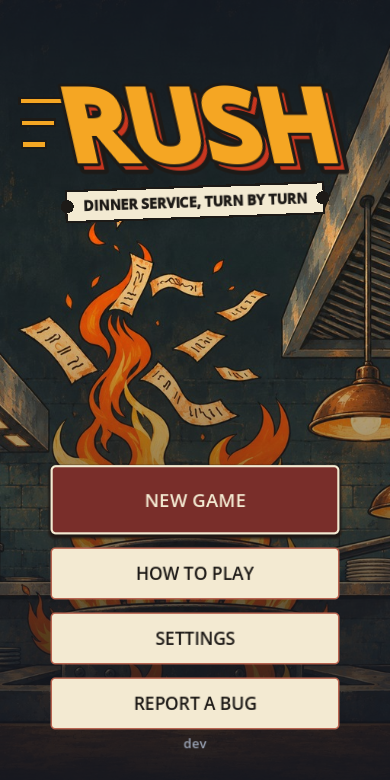 RUSH
DINNER SERVICE, TURN BY TURN
NEW GAME
HOW TO PLAY
SETTINGS
REPORT A BUG
dev